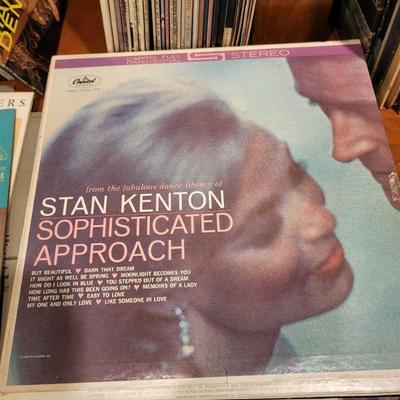 CAPITOL FULL
DIMENSIONAL STEREO
Capitol
from the fabulous dance library of
STAN KENTON
SOPHISTICATED
APPROACH
BUT BEAUTIFUL ♥ DARN THAT DREAM
IT MIGHT AS WELL BE SPRING ♥ MOONLIGHT BECOMES YOU
HOW DO I LOOK IN BLUE ♥ YOU STEPPED OUT OF A DREAM
HOW LONG HAS THIS BEEN GOING ON? ♥ MEMOIRS OF A LADY
TIME AFTER TIME ♥ EASY TO LOVE
MY ONE AND ONLY LOVE ♥ LIKE SOMEONE IN LOVE
ERS